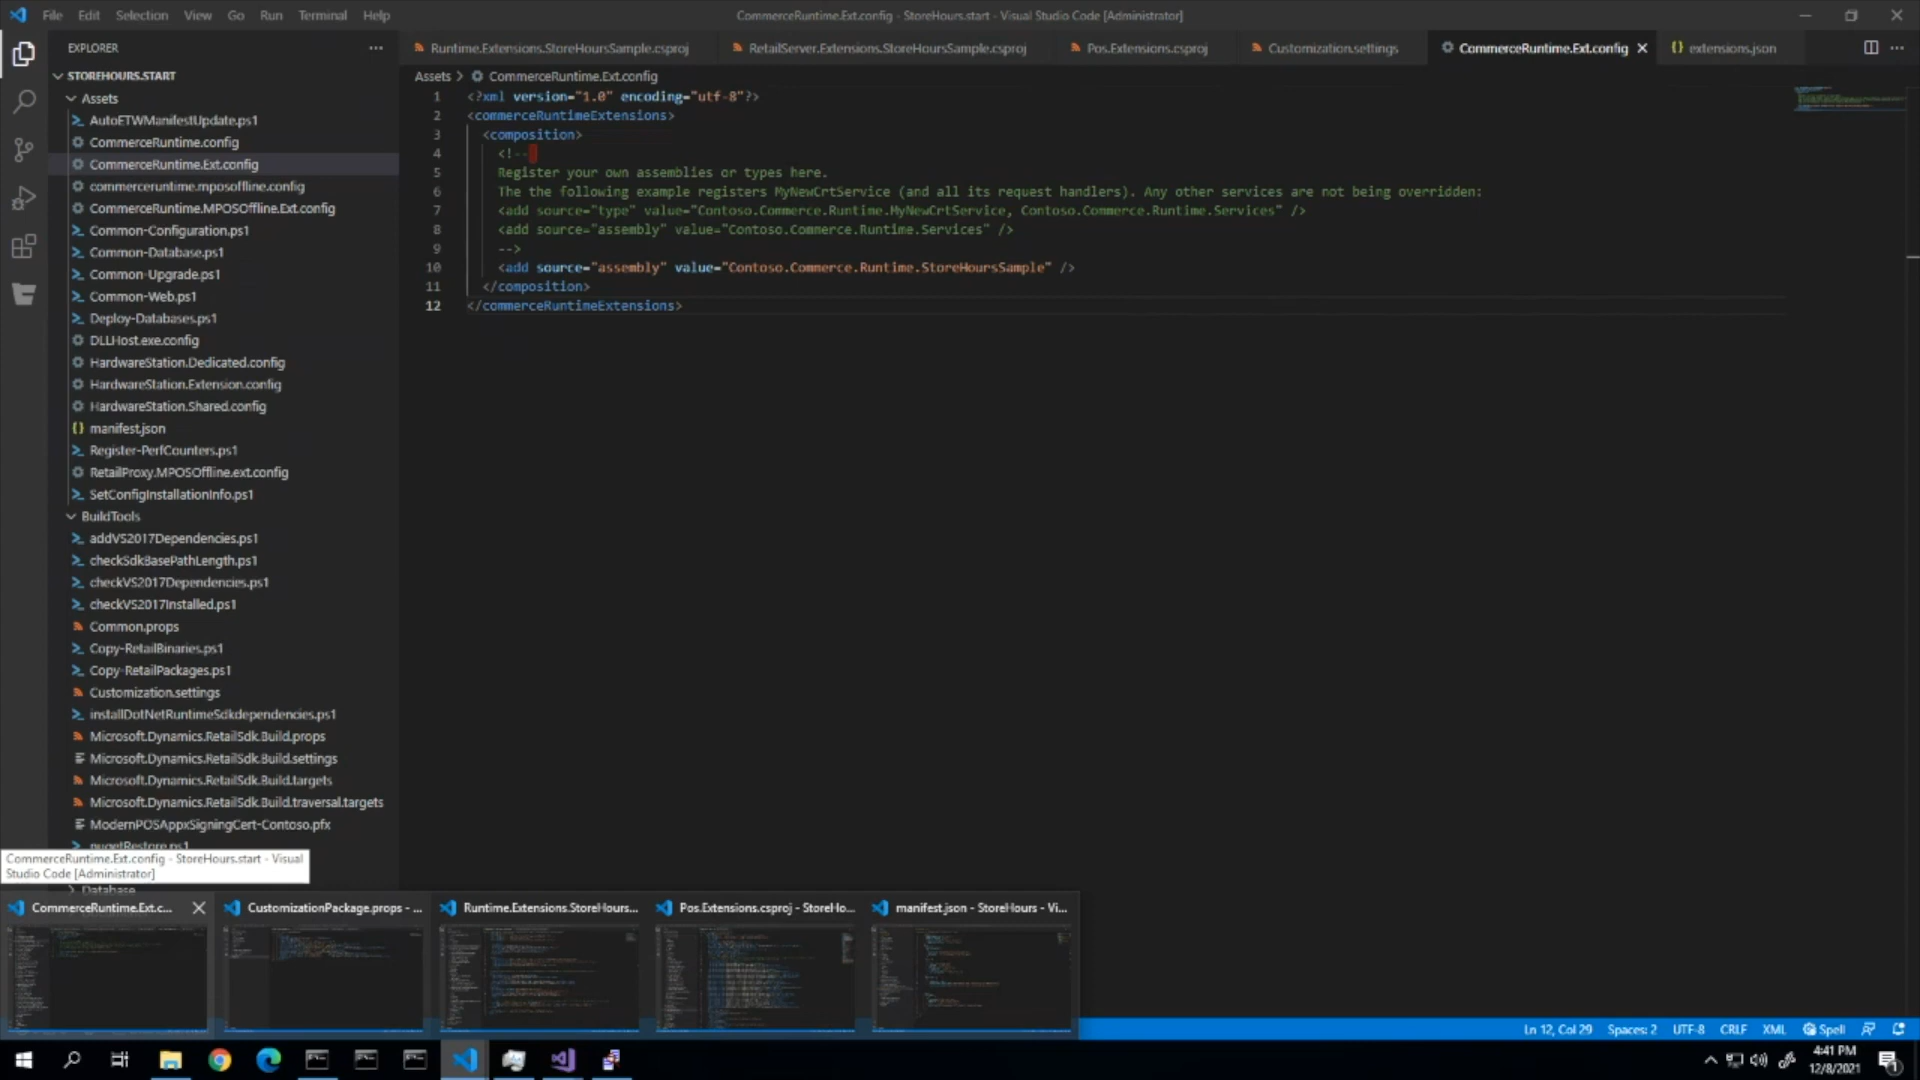 File Edit Selection View Go Run Terminal Help
CommerceRuntime.Ext.config - StoreHours.start - Visual Studio Code [Administrator]
EXPLORER
Runtime.Extensions.StoreHoursSample.csproj
RetailServer.Extensions.StoreHoursSample.csproj
Pos.Extensions.csproj
Customization.settings
CommerceRuntime.Ext.config
extensions.json
STOREHOURS.START
Assets
AutoETWManifestUpdate.ps1
CommerceRuntime.config
CommerceRuntime.Ext.config
commerceruntime.mposoffline.config
CommerceRuntime.MPOSOffline.Ext.config
Common-Configuration.ps1
Common-Database.ps1
Common-Upgrade.ps1
Common-Web.ps1
Deploy-Databases.ps1
DLLHost.exe.config
HardwareStation.Dedicated.config
HardwareStation.Extension.config
HardwareStation.Shared.config
manifest.json
Register-PerfCounters.ps1
RetailProxy.MPOSOffline.ext.config
SetConfigInstallationInfo.ps1
BuildTools
addVS2017Dependencies.ps1
checkSdkBasePathLength.ps1
checkVS2017Dependencies.ps1
checkVS2017Installed.ps1
Common.props
Copy-RetailBinaries.ps1
Copy-RetailPackages.ps1
Customization.settings
installDotNetRuntimeSdkdependencies.ps1
Microsoft.Dynamics.RetailSdk.Build.props
Microsoft.Dynamics.RetailSdk.Build.settings
Microsoft.Dynamics.RetailSdk.Build.targets
Microsoft.Dynamics.RetailSdk.Build.traversal.targets
ModernPOSAppxSigningCert-Contoso.pfx
nugetRestore.ps1
Database
Assets > CommerceRuntime.Ext.config
1 <?xml version="1.0" encoding="utf-8"?>
2 <commerceRuntimeExtensions>
3 <composition>
4 <!--
5 Register your own assemblies or types here.
6 The the following example registers MyNewCrtService (and all its request handlers). Any other services are not being overridden:
7 <add source="type" value="Contoso.Commerce.Runtime.MyNewCrtService, Contoso.Commerce.Runtime.Services" />
8 <add source="assembly" value="Contoso.Commerce.Runtime.Services" />
9 -->
10 <add source="assembly" value="Contoso.Commerce.Runtime.StoreHoursSample" />
11 </composition>
12 </commerceRuntimeExtensions>
CommerceRuntime.Ext.config - StoreHours.start - Visual
Studio Code [Administrator]
CommerceRuntime.Ext.c...
CustomizationPackage.props - ...
Runtime.Extensions.StoreHours...
Pos.Extensions.csproj - StoreHo...
manifest.json - StoreHours - Vi...
Ln 12, Col 29 Spaces: 2 UTF-8 CRLF XML Spell
4:41 PM
12/8/2021
1